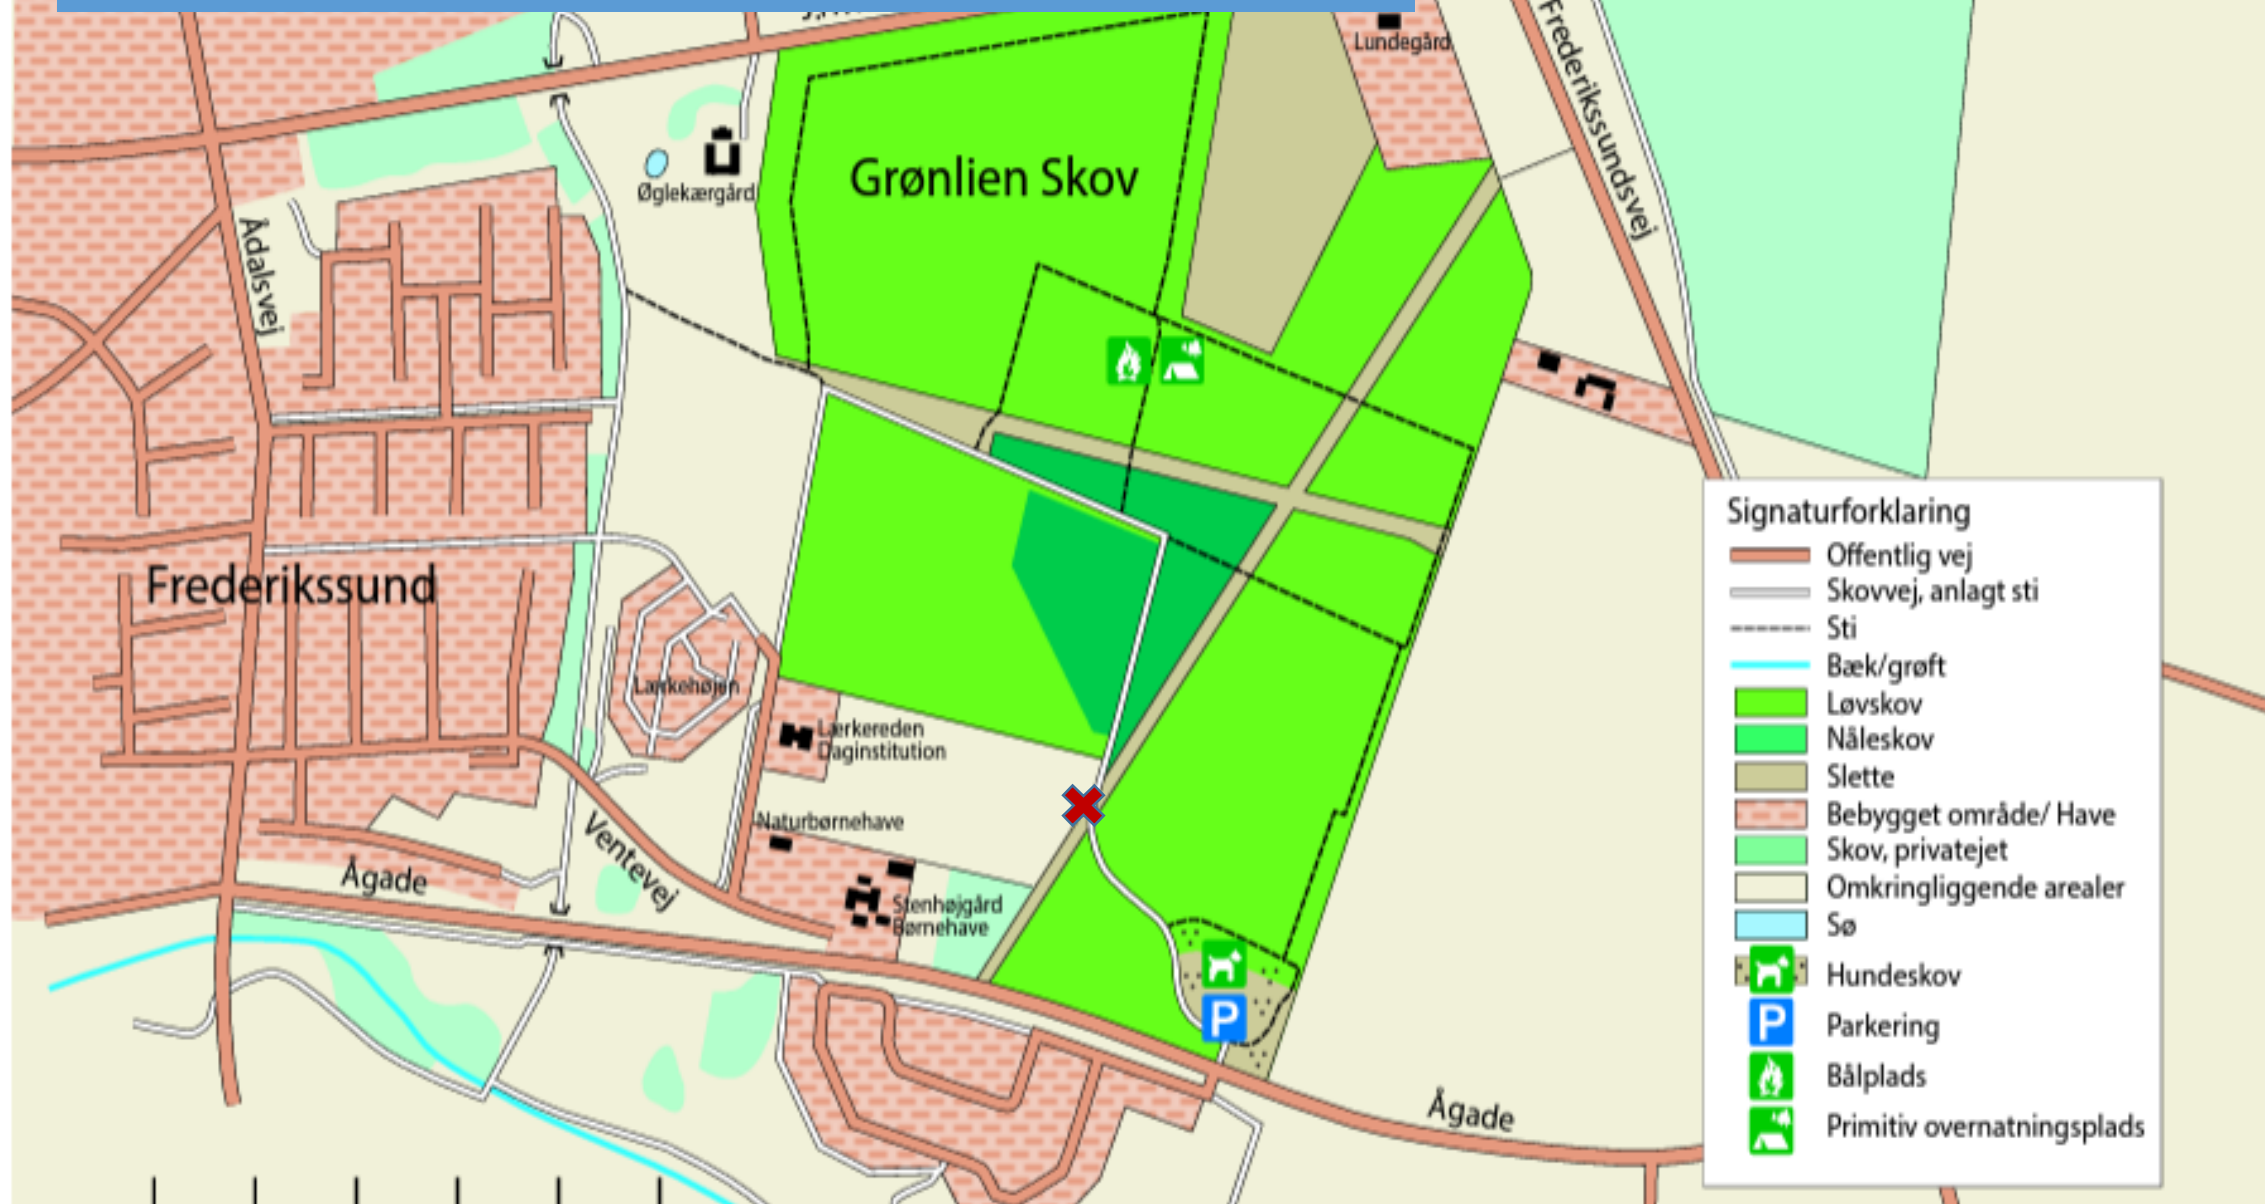 Lundegård
Frederikssundsvej
Grønlien Skov
Øglekærgård
Ådalsvej
Frederikssund
Lærkehøjen
Lærkereden
Daginstitution
Naturbørnehave
Ventevej
Ågade
Stenhøjgård
Børnehave
P
Ågade
Signaturforklaring
Offentlig vej
Skovvej, anlagt sti
Sti
Bæk/grøft
Løvskov
Nåleskov
Slette
Bebygget område/ Have
Skov, privatejet
Omkringliggende arealer
Sø
Hundeskov
P Parkering
Bålplads
Primitiv overnatningsplads